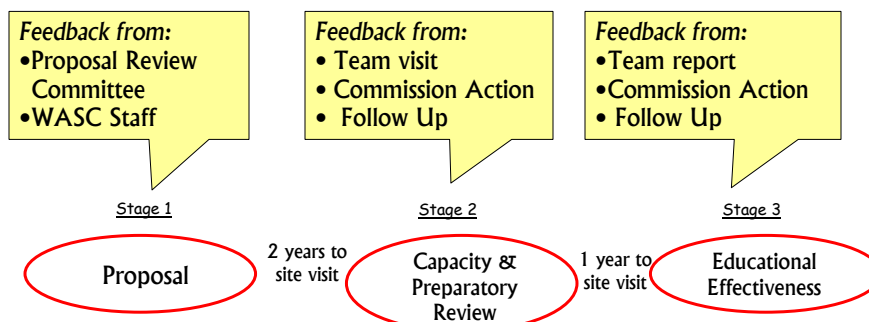 Feedback from:
•Proposal Review
Committee
•WASC Staff
Feedback from:
• Team visit
• Commission Action
• Follow Up
Feedback from:
•Team report
•Commission Action
• Follow Up
Stage 1
Stage 2
Stage 3
Proposal
2 years to
site visit
Capacity &
Preparatory
Review
1 year to
site visit
Educational
Effectiveness